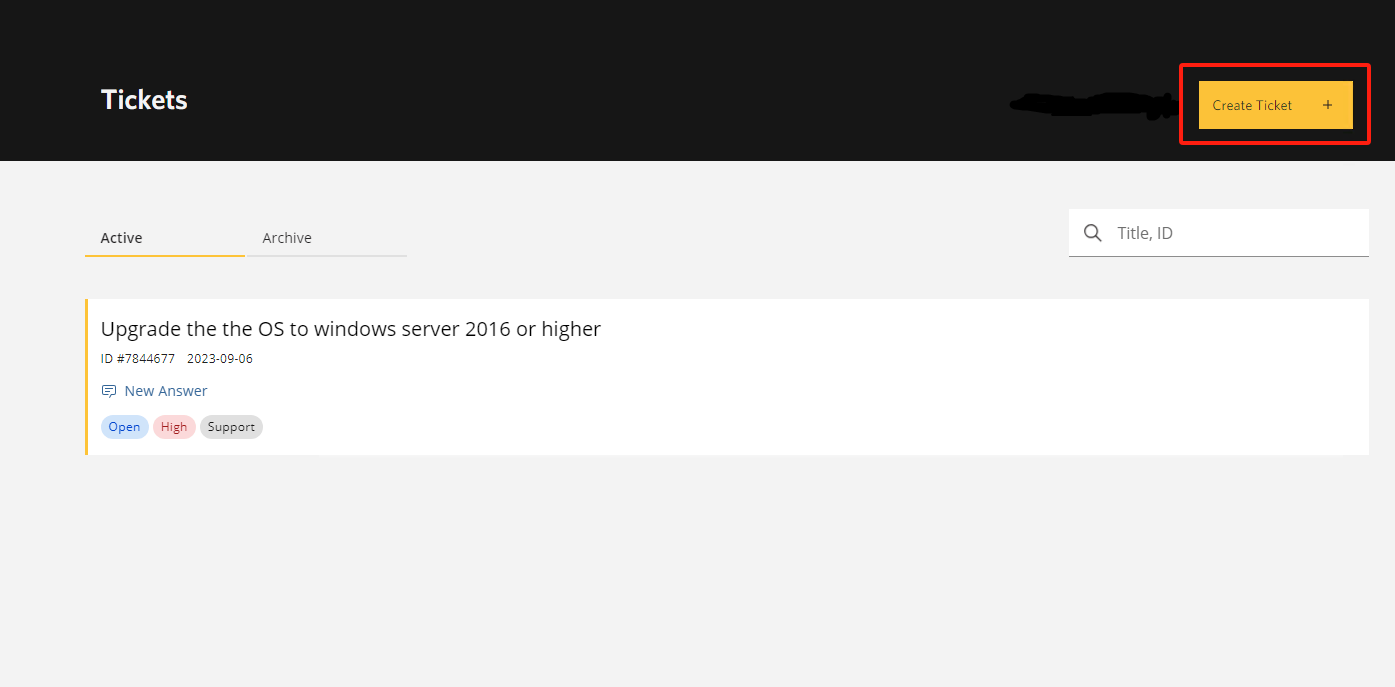 Tickets
Create Ticket +
Active
Archive
Title, ID
Upgrade the the OS to windows server 2016 or higher
ID #7844677 2023-09-06
New Answer
Open High Support